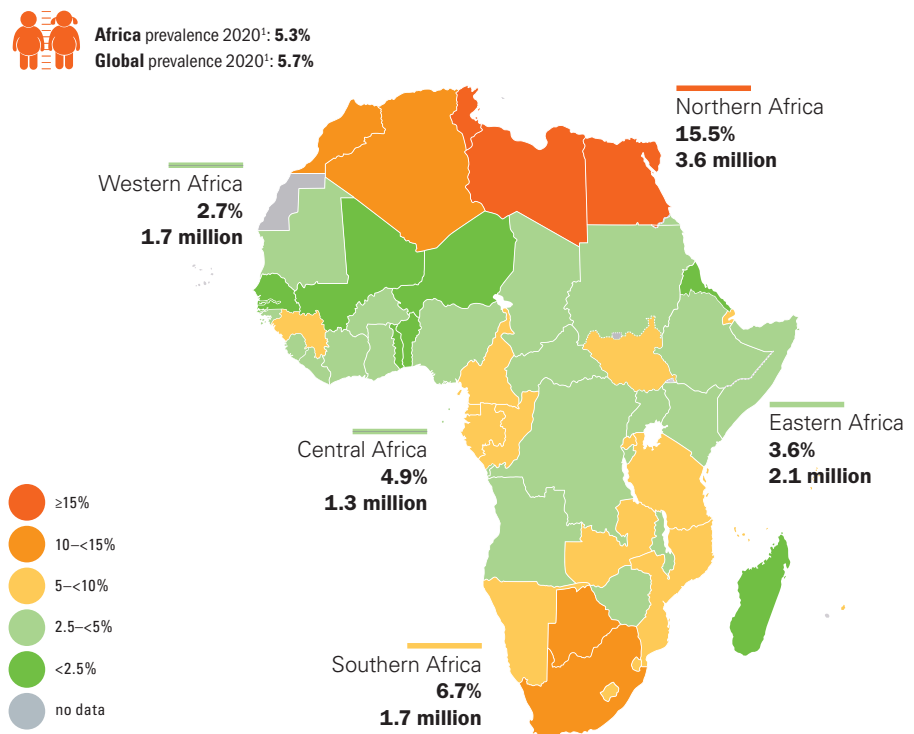 Africa prevalence 2020¹: 5.3%
Global prevalence 2020¹: 5.7%
Northern Africa
15.5%
3.6 million
Western Africa
2.7%
1.7 million
Eastern Africa
3.6%
2.1 million
Central Africa
4.9%
1.3 million
≥15%
10–<15%
5–<10%
2.5–<5%
<2.5%
no data
Southern Africa
6.7%
1.7 million